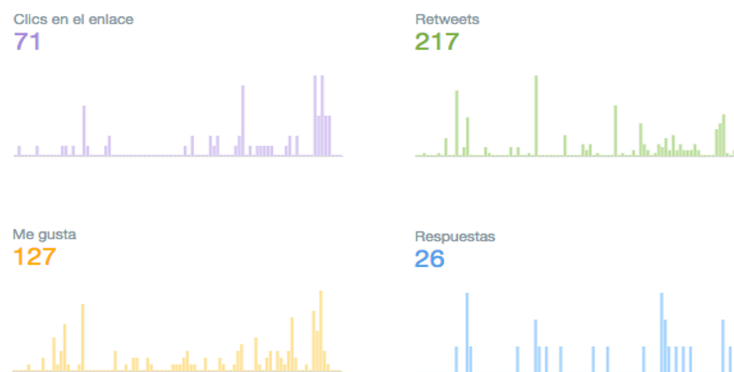 Clics en el enlace
71
Retweets
217
Me gusta
127
Respuestas
26